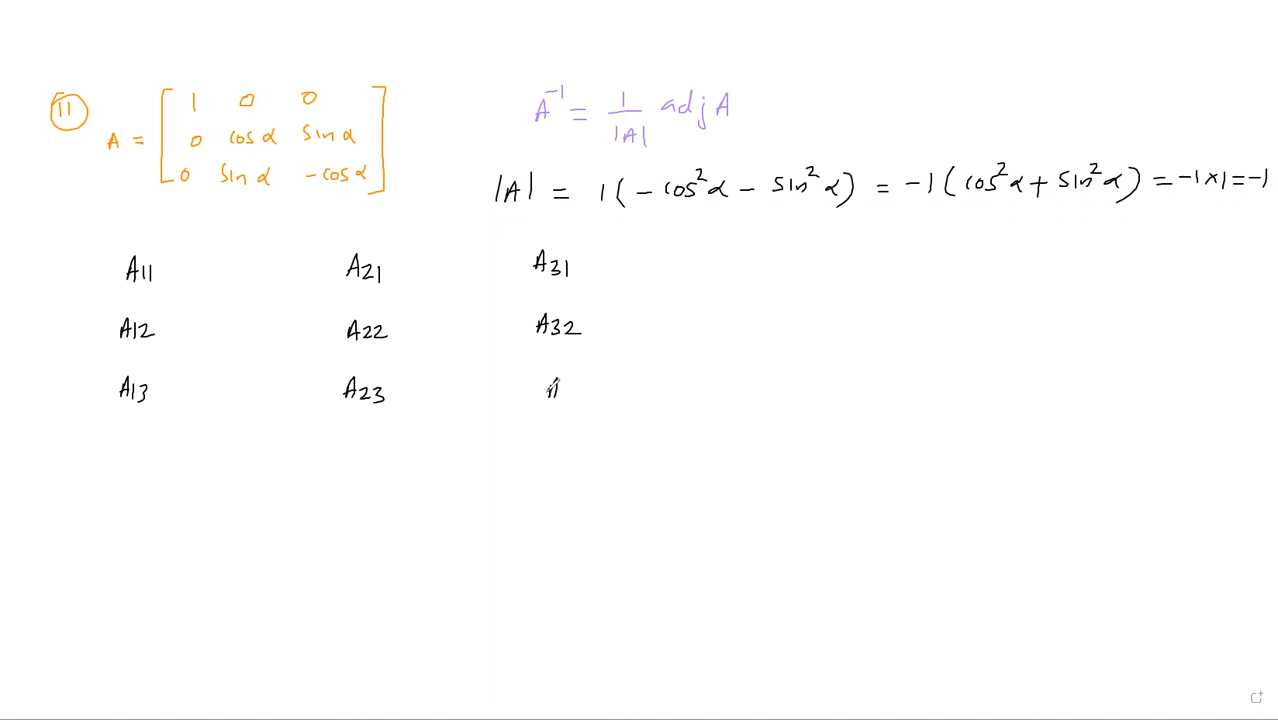 11
A = [ 1 0 0
0 cos α sin α
0 sin α - cos α ]
A⁻¹ = 1/|A| adj A
|A| = 1(- cos²α - sin²α) = -1(cos²α + sin²α) = -1×1 = -1
A11 A21 A31
A12 A22 A32
A13 A23 A